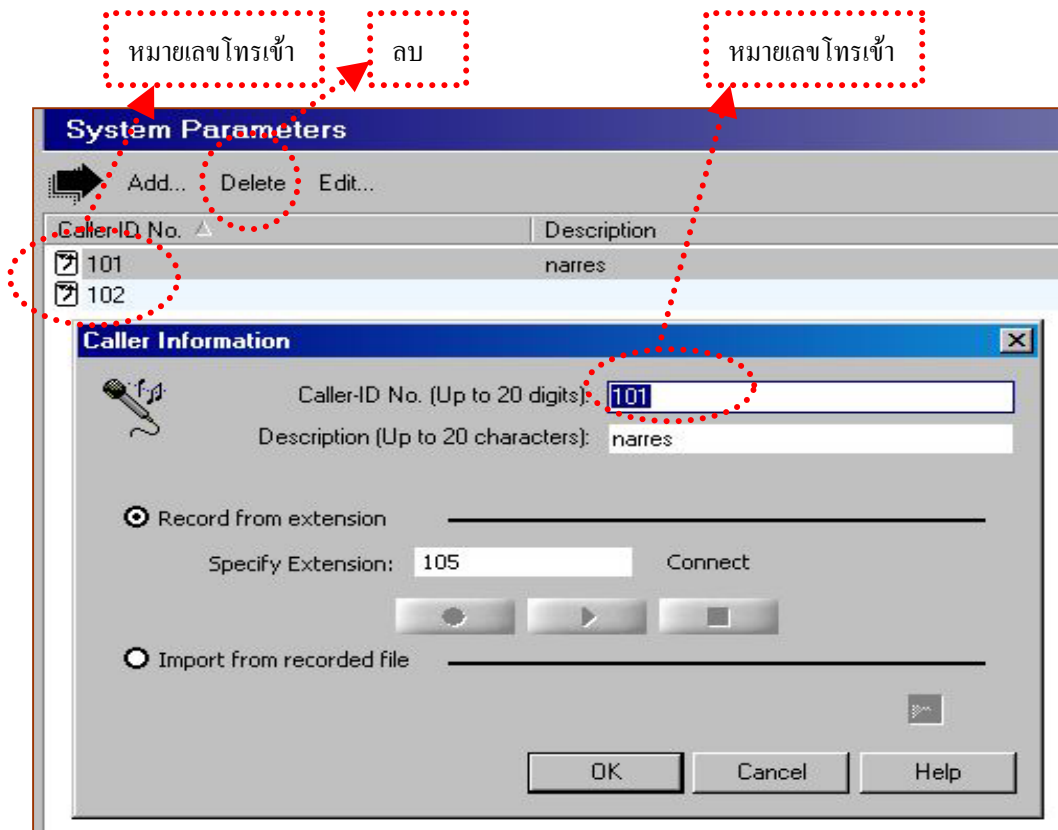 หมายเลขโทรเข้า ลบ หมายเลขโทรเข้า
System Parameters
Add... Delete Edit...
Caller-ID No. Description
101 narres
102
Caller Information
Caller-ID No. (Up to 20 digits): 101
Description (Up to 20 characters): narres
Record from extension
Specify Extension: 105 Connect
Import from recorded file
OK Cancel Help